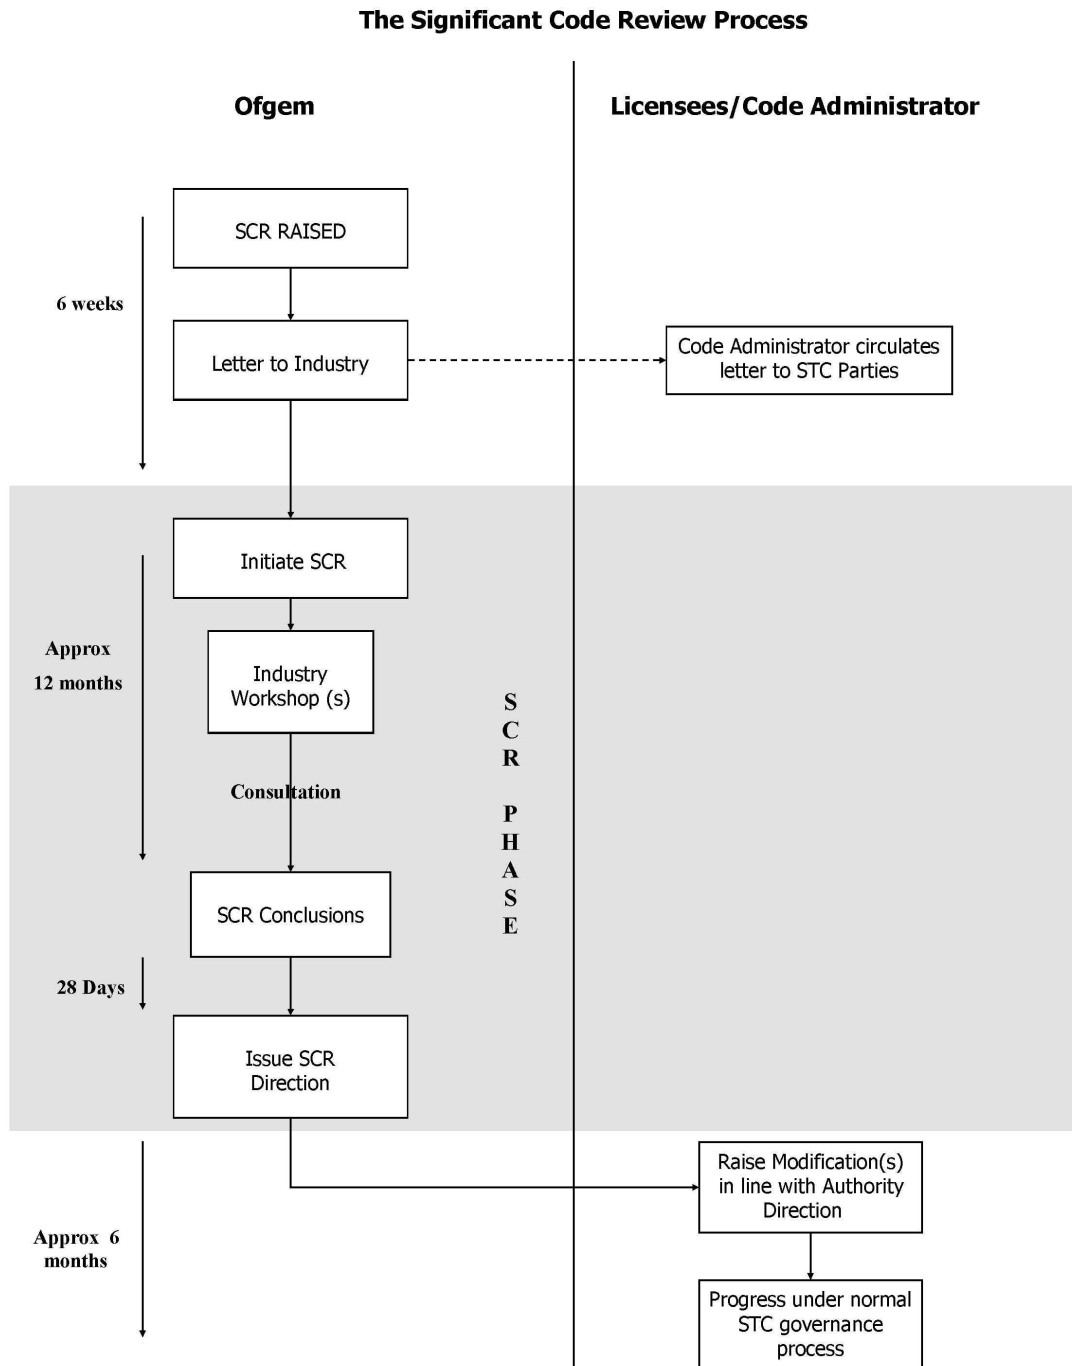 The Significant Code Review Process
Ofgem
Licensees/Code Administrator
SCR RAISED
6 weeks
Letter to Industry
Code Administrator circulates
letter to STC Parties
Initiate SCR
Approx
12 months
Industry
Workshop (s)
S
C
R
P
H
A
S
E
Consultation
SCR Conclusions
28 Days
Issue SCR
Direction
Raise Modification(s)
in line with Authority
Direction
Approx 6
months
Progress under normal
STC governance
process